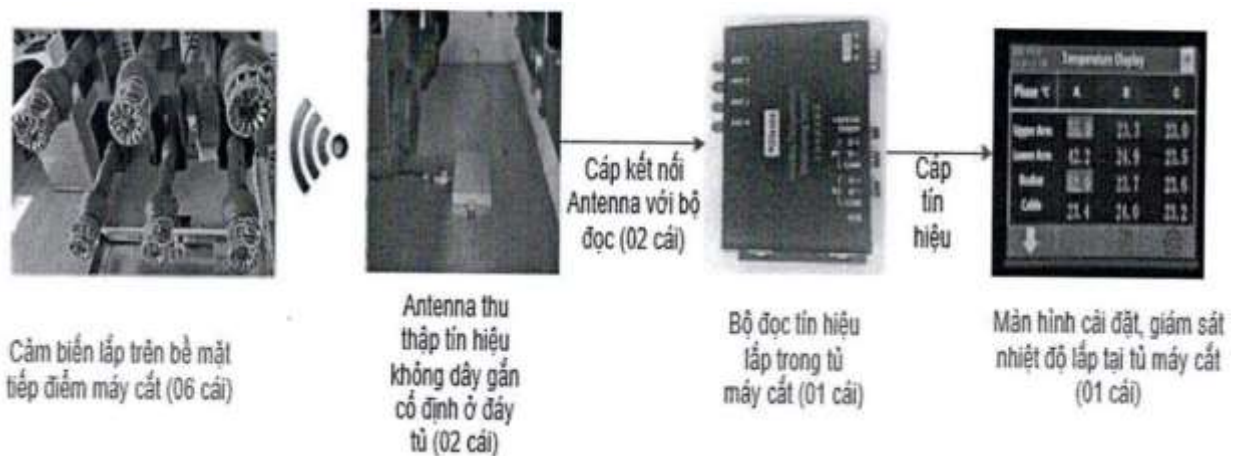 Cảm biến lắp trên bề mặt
tiếp điểm máy cắt (06 cái)
Antenna thu
thập tín hiệu
không dây gắn
cố định ở đáy
tủ (02 cái)
Cáp kết nối
Antenna với bộ
đọc (02 cái)
Bộ đọc tín hiệu
lắp trong tủ
máy cắt (01 cái)
Cáp
tín
hiệu
Temperature Display
Phase °C A B C
Upper Arm 23.3 23.0
Lower Arm 42.2 26.9 23.5
23.7 23.6
Cable 23.4 24.0 23.2
Màn hình cài đặt, giám sát
nhiệt độ lắp tại tủ máy cắt
(01 cái)